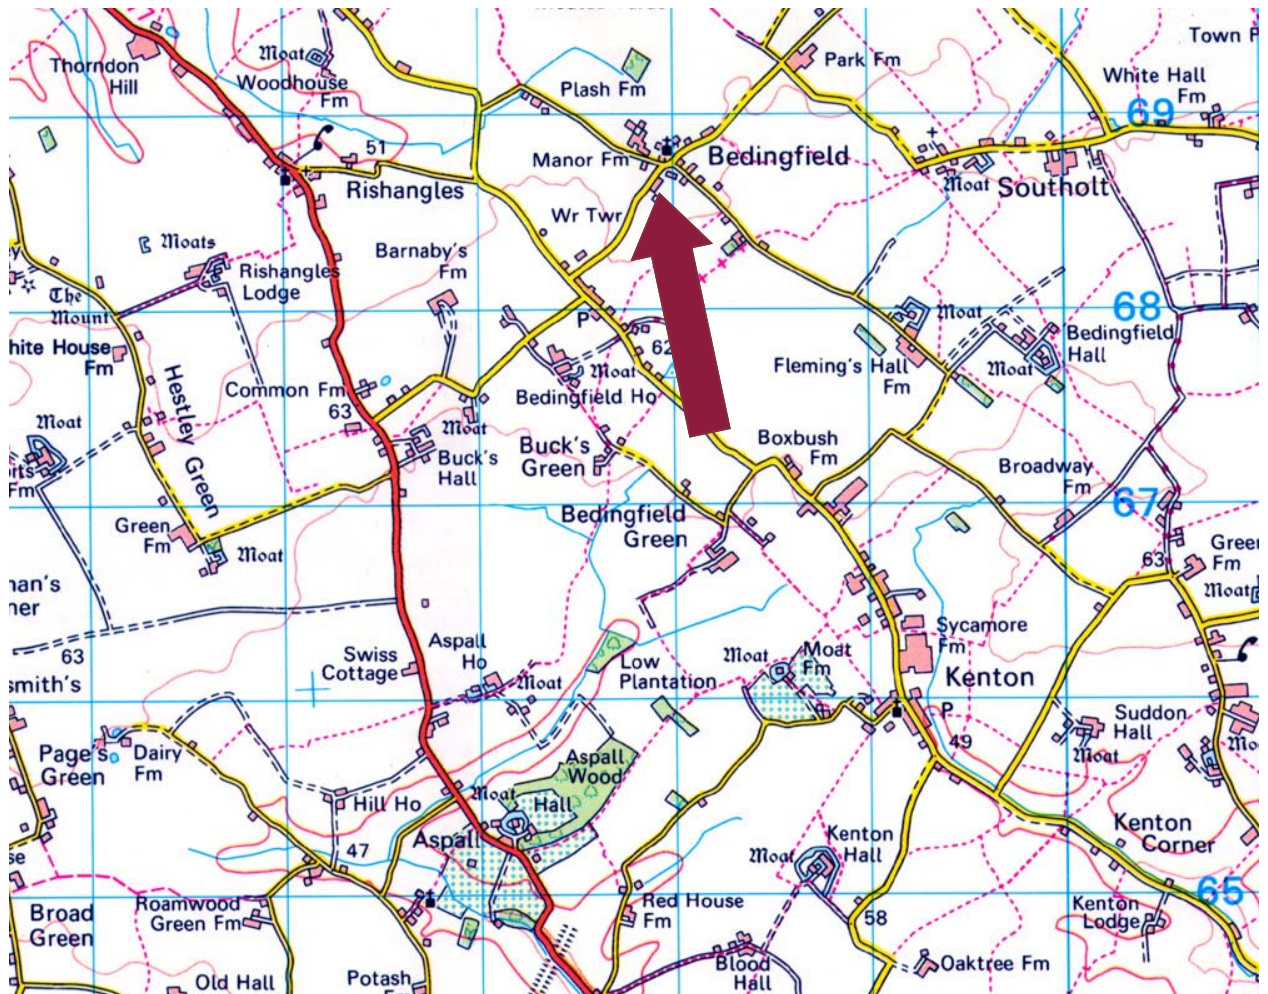 Thorndon
Hill
Moat
Woodhouse
Fm
Plash Fm
Park Fm
Town
White Hall
Fm
69
51
Rishangles
Manor Fm
Bedingfield
Moat
Southolt
Wr Twr
Moats
Rishangles
Lodge
Barnaby's
Fm
The
Mount
68
P
Moat
62
Bedingfield
Hall
Moat
hite House
Fm
Hestley Green
Common Fm
63
Moat
Bedingfield Ho
Fleming's Hall
Fm
Moat
Moat
Buck's
Hall
Buck's
Green
Boxbush
Fm
Broadway
Fm
Fm
67
Green
Fm
Moat
Bedingfield
Green
63
Green
Fm
Moat
nan's
ner
63
smith's
Swiss
Cottage
Aspall
Ho
Moat
Low
Plantation
Moat
Moat
Fm
Sycamore
Fm
Kenton
P
49
Suddon
Hall
Moat
Page's
Green
Dairy
Fm
Aspall
Wood
Hill Ho
Moat
Hall
Aspall
47
Kenton
Hall
Moat
Kenton
Corner
65
Broad
Green
Roamwood
Green Fm
Red House
Fm
58
Kenton
Lodge
Old Hall
Potash
Blood
Hall
Oaktree Fm